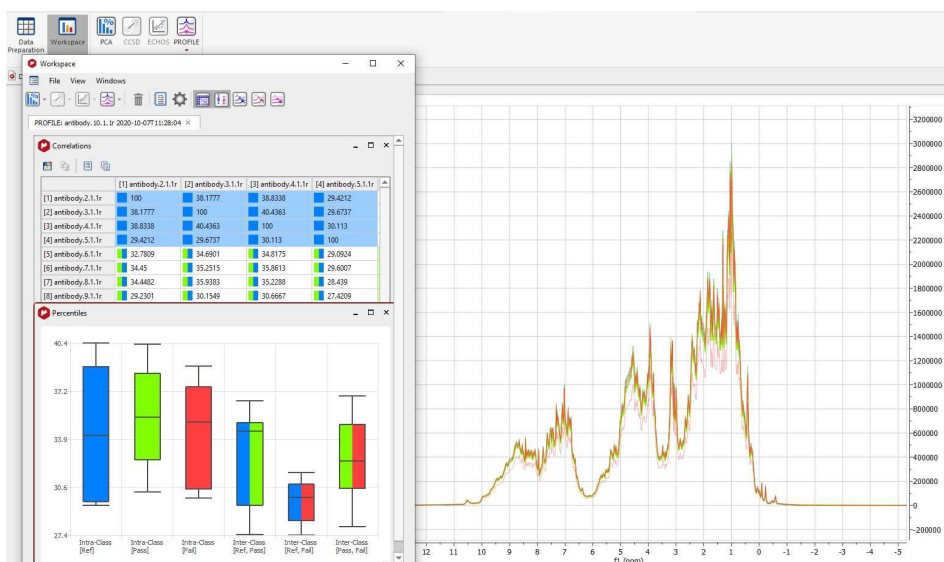 Data Preparation
Workspace
PCA
CCSD
ECHOS
PROFILE
Workspace
File View Windows
PROFILE: antibody.10.1.1r 2020-10-07T11:28:04
Correlations
[1] antibody.2.1.1r [2] antibody.3.1.1r [3] antibody.4.1.1r [4] antibody.5.1.1r
[1] antibody.2.1.1r 100 38.1777 38.8338 29.4212
[2] antibody.3.1.1r 38.1777 100 40.4363 29.6737
[3] antibody.4.1.1r 38.8338 40.4363 100 30.113
[4] antibody.5.1.1r 29.4212 29.6737 30.113 100
[5] antibody.6.1.1r 32.7809 34.6901 34.8175 29.0924
[6] antibody.7.1.1r 34.45 35.2515 35.8613 29.6007
[7] antibody.8.1.1r 34.4482 35.9383 35.2288 28.439
[8] antibody.9.1.1r 29.2301 30.1549 30.6667 27.4209
Percentiles
40.4
37.2
33.9
30.6
27.4
Intra-Class [Ref]
Intra-Class [Pass]
Intra-Class [Fail]
Inter-Class [Ref, Pass]
Inter-Class [Ref, Fail]
Inter-Class [Pass, Fail]
3200000
3000000
2800000
2600000
2400000
2200000
2000000
1800000
1600000
1400000
1200000
1000000
800000
600000
400000
200000
0
-200000
12 11 10 9 8 7 6 5 4 3 2 1 0 -1 -2 -3 -4 -5
f1 (ppm)